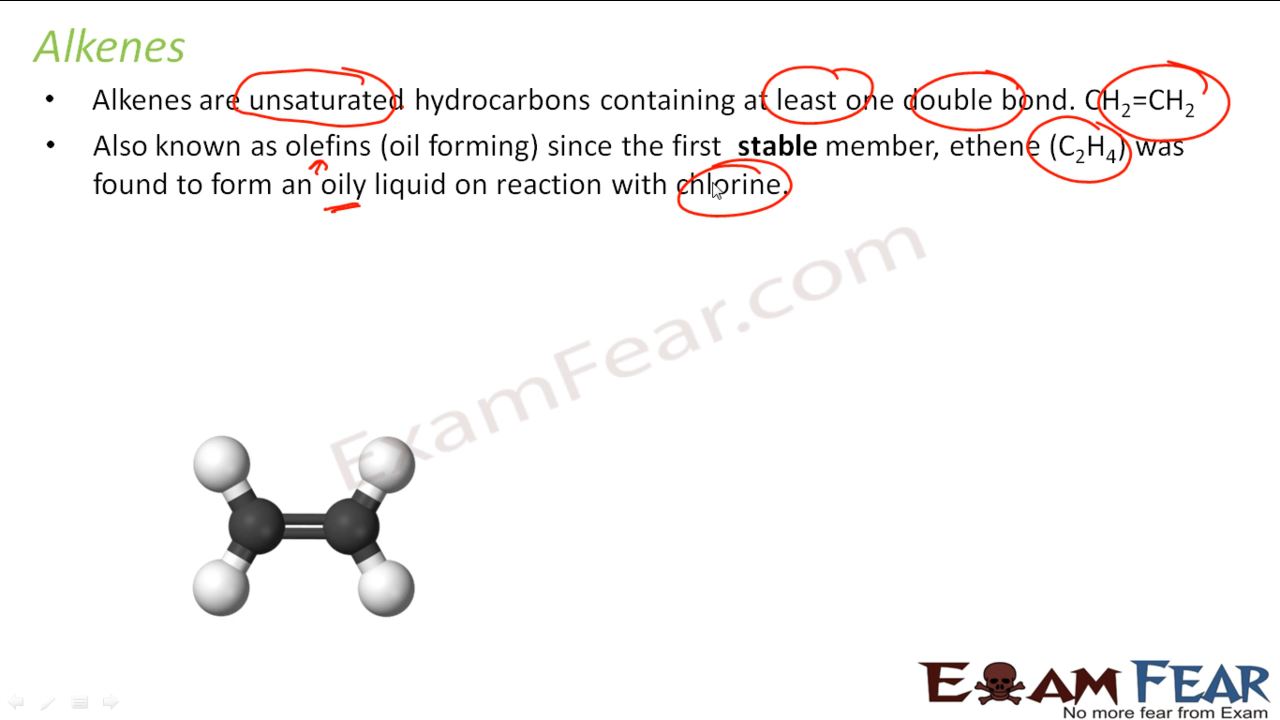 Alkenes
• Alkenes are unsaturated hydrocarbons containing at least one double bond. CH₂=CH₂
• Also known as olefins (oil forming) since the first stable member, ethene (C₂H₄) was
found to form an oily liquid on reaction with chlorine.
ExamFear.com
EXAM FEAR
No more fear from Exam